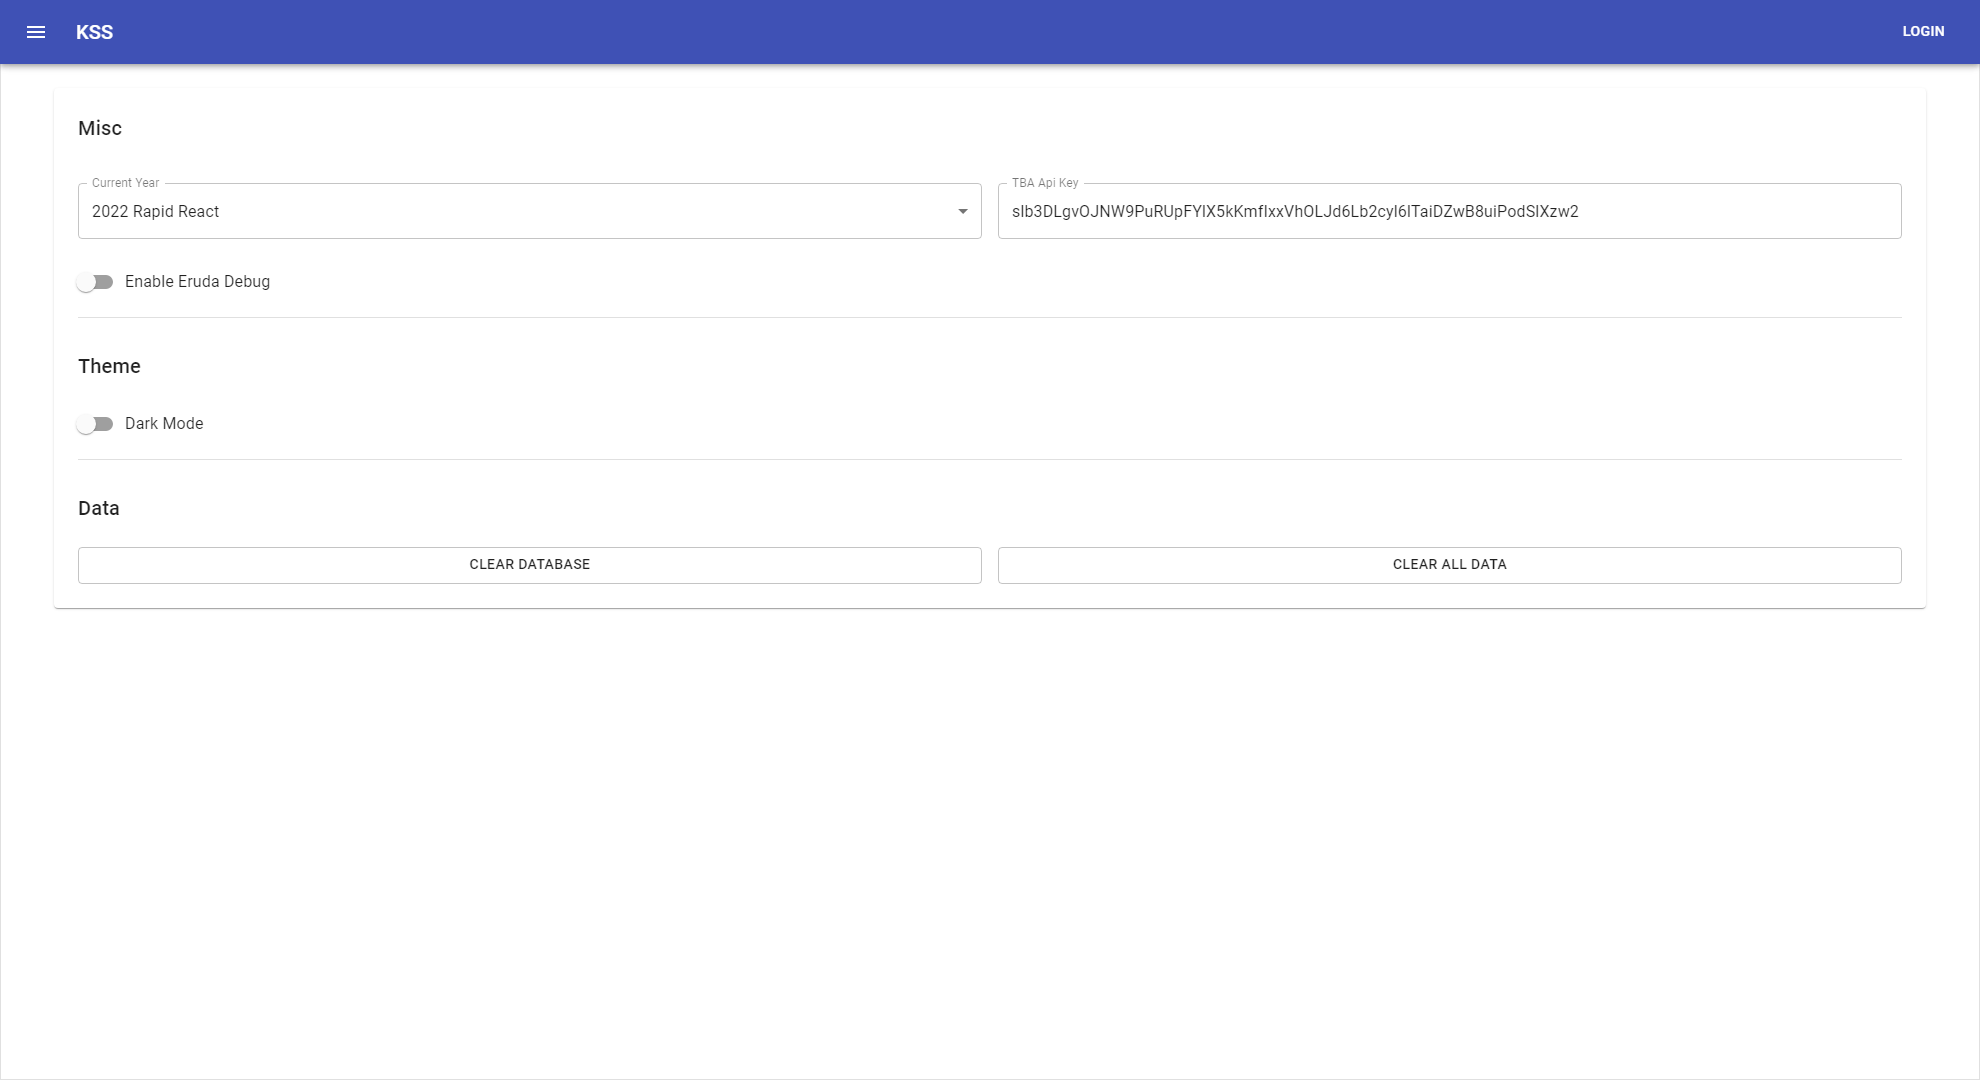 KSS
LOGIN
Misc
Current Year
2022 Rapid React
TBA Api Key
Enable Eruda Debug
Theme
Dark Mode
Data
CLEAR DATABASE
CLEAR ALL DATA